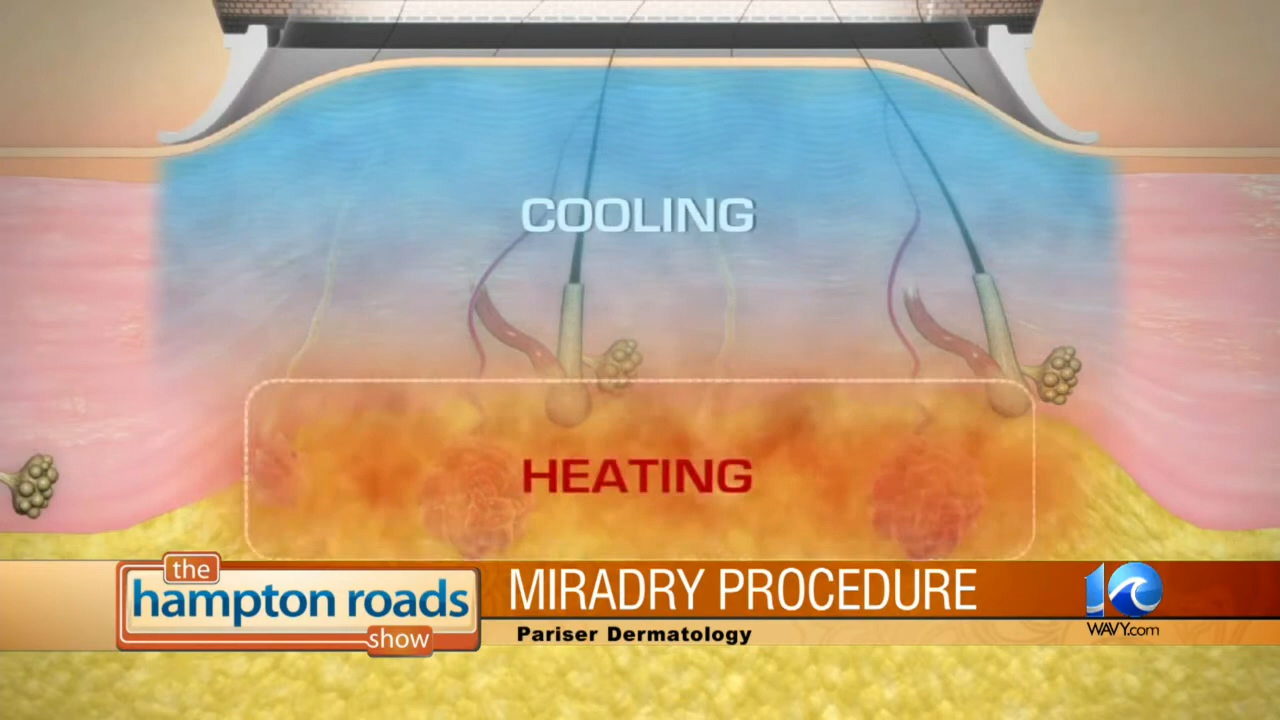 COOLING
HEATING
the
hampton roads
show
MIRADRY PROCEDURE
Pariser Dermatology
10
WAVY.com